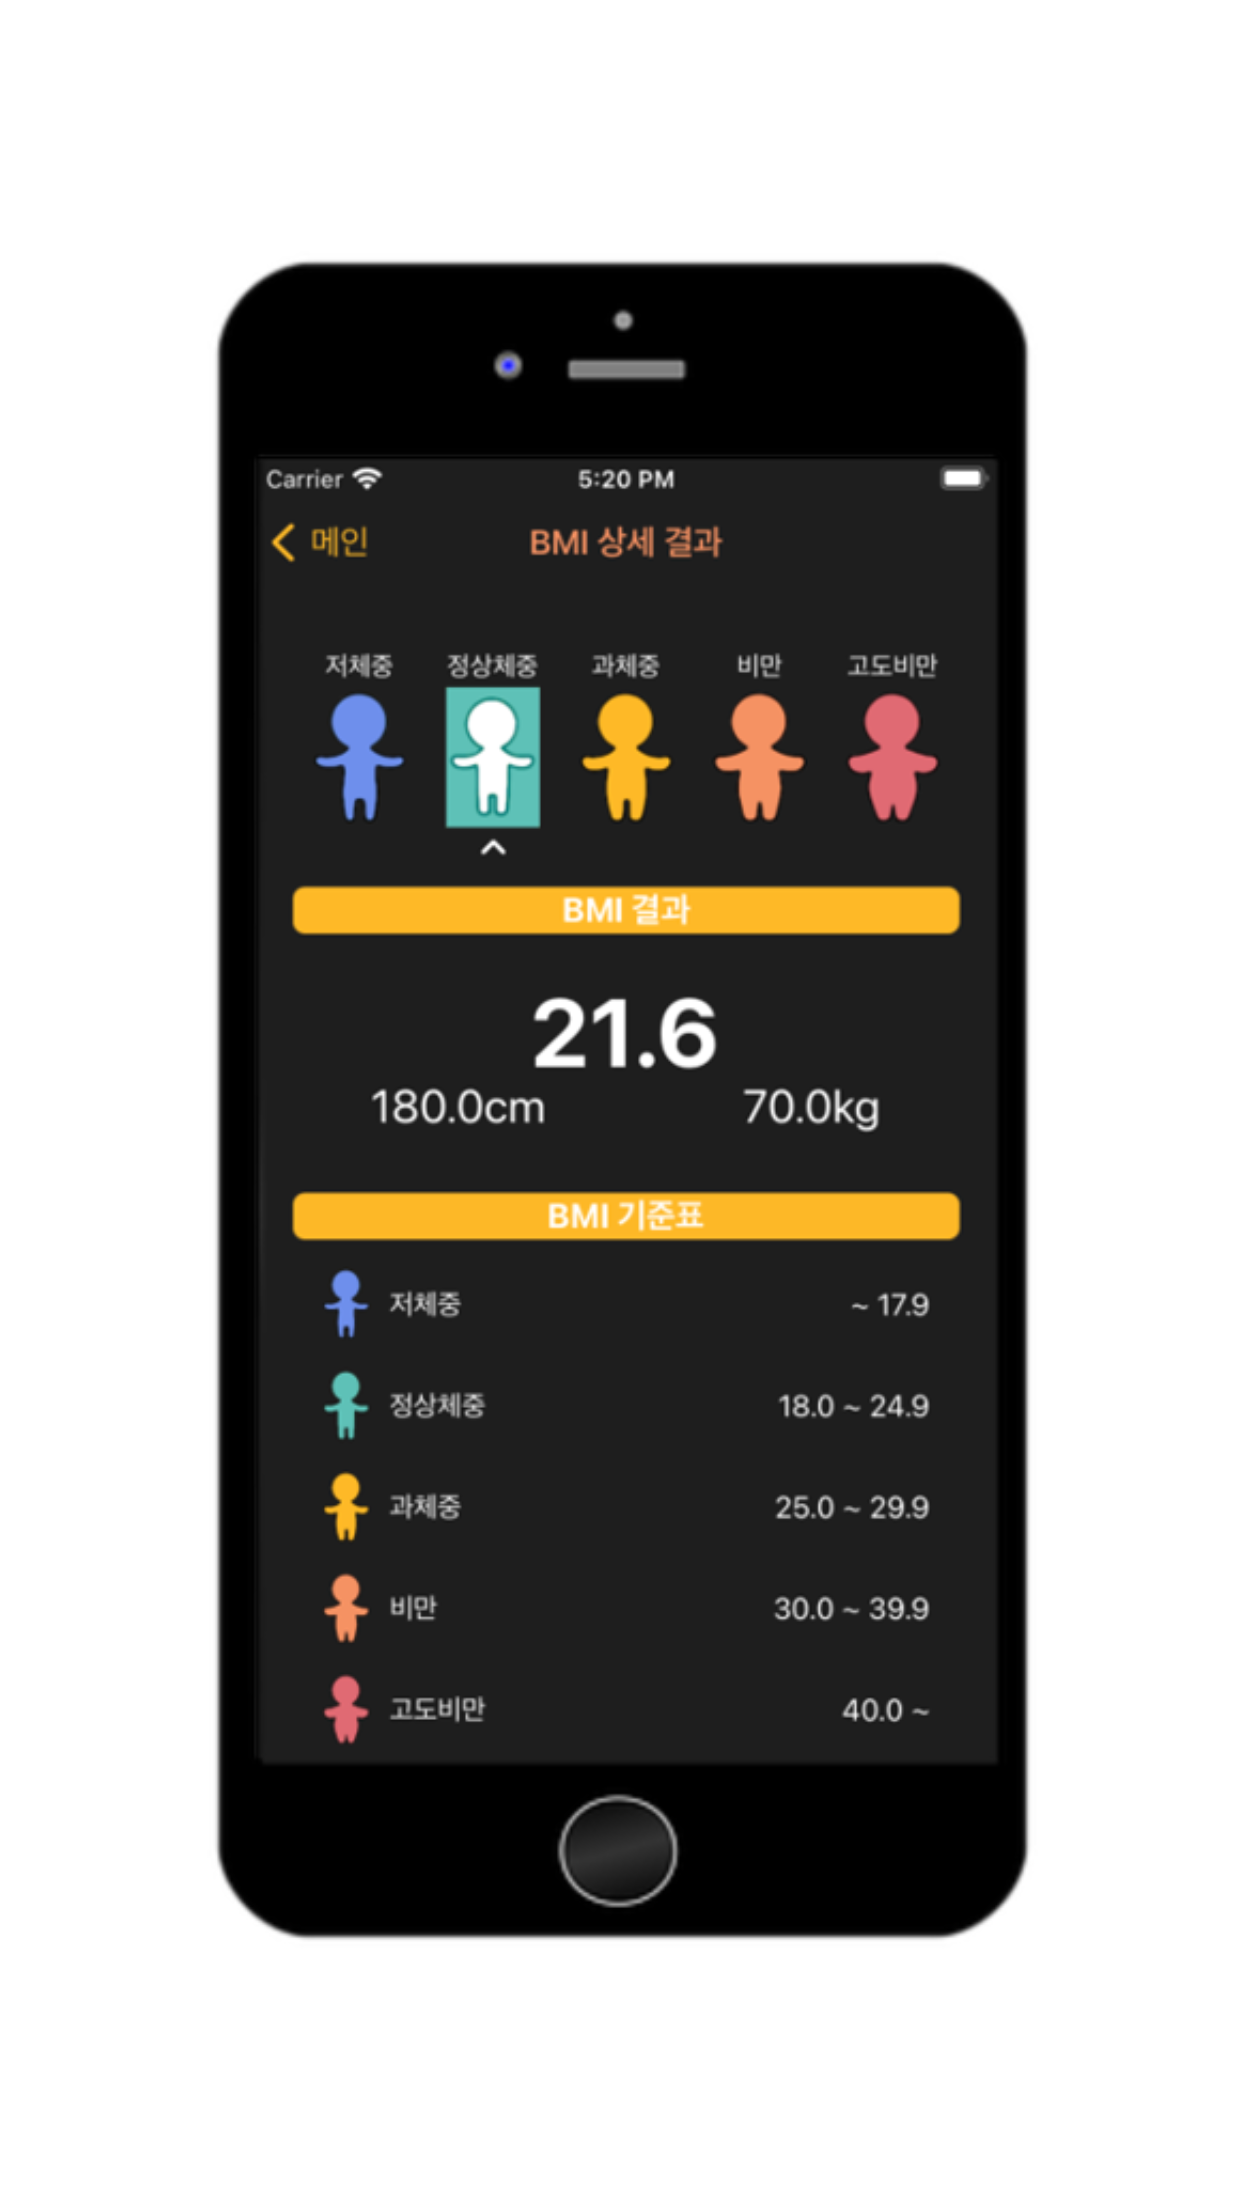 Carrier 5:20 PM
메인 BMI 상세 결과
저체중 정상체중 과체중 비만 고도비만
BMI 결과
21.6
180.0cm 70.0kg
BMI 기준표
저체중 ~ 17.9
정상체중 18.0 ~ 24.9
과체중 25.0 ~ 29.9
비만 30.0 ~ 39.9
고도비만 40.0 ~